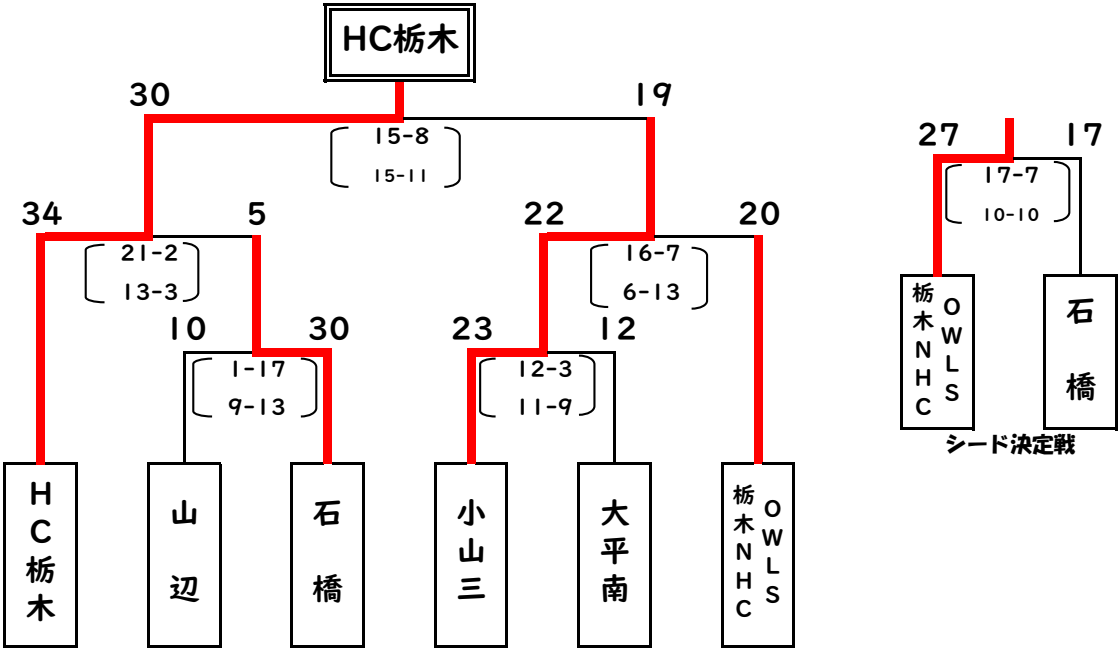 HC栃木
30
19
15-8
15-11
27
17
17-7
10-10
34
5
22
20
21-2
13-3
16-7
6-13
10
30
23
12
1-17
9-13
12-3
11-9
栃木NHC
OWLS
石橋
シード決定戦
HC栃木
山辺
石橋
小山三
大平南
栃木NHC
OWLS